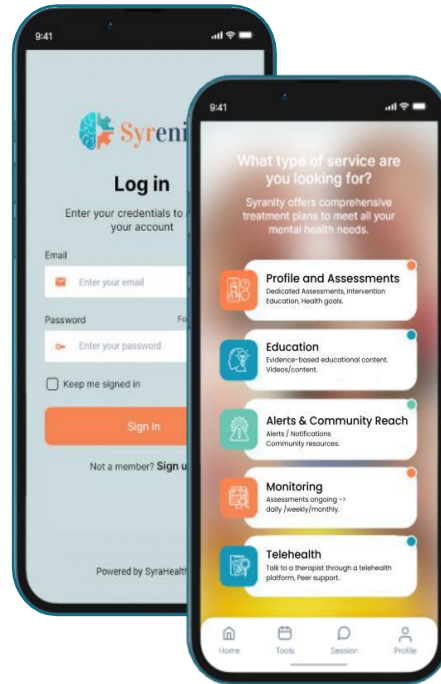 9:41
Syreni
Log in
Enter your credentials to
your account
Email
Enter your email
Password
Fo
Enter your password
Keep me signed in
Sign In
Not a member? Sign u
Powered by SyraHealth
9:41
What type of service are
you looking for?
Syranity offers comprehensive
treatment plans to meet all your
mental health needs.
Profile and Assessments
Dedicated Assessments, Intervention
Education, Health goals.
Education
Evidence-based educational content.
Videos/content.
Alerts & Community Reach
Alerts / Notifications
Community resources.
Monitoring
Assessments ongoing ->
daily /weekly/monthly.
Telehealth
Talk to a therapist through a telehealth
platform, Peer support.
Home
Tools
Session
Profile